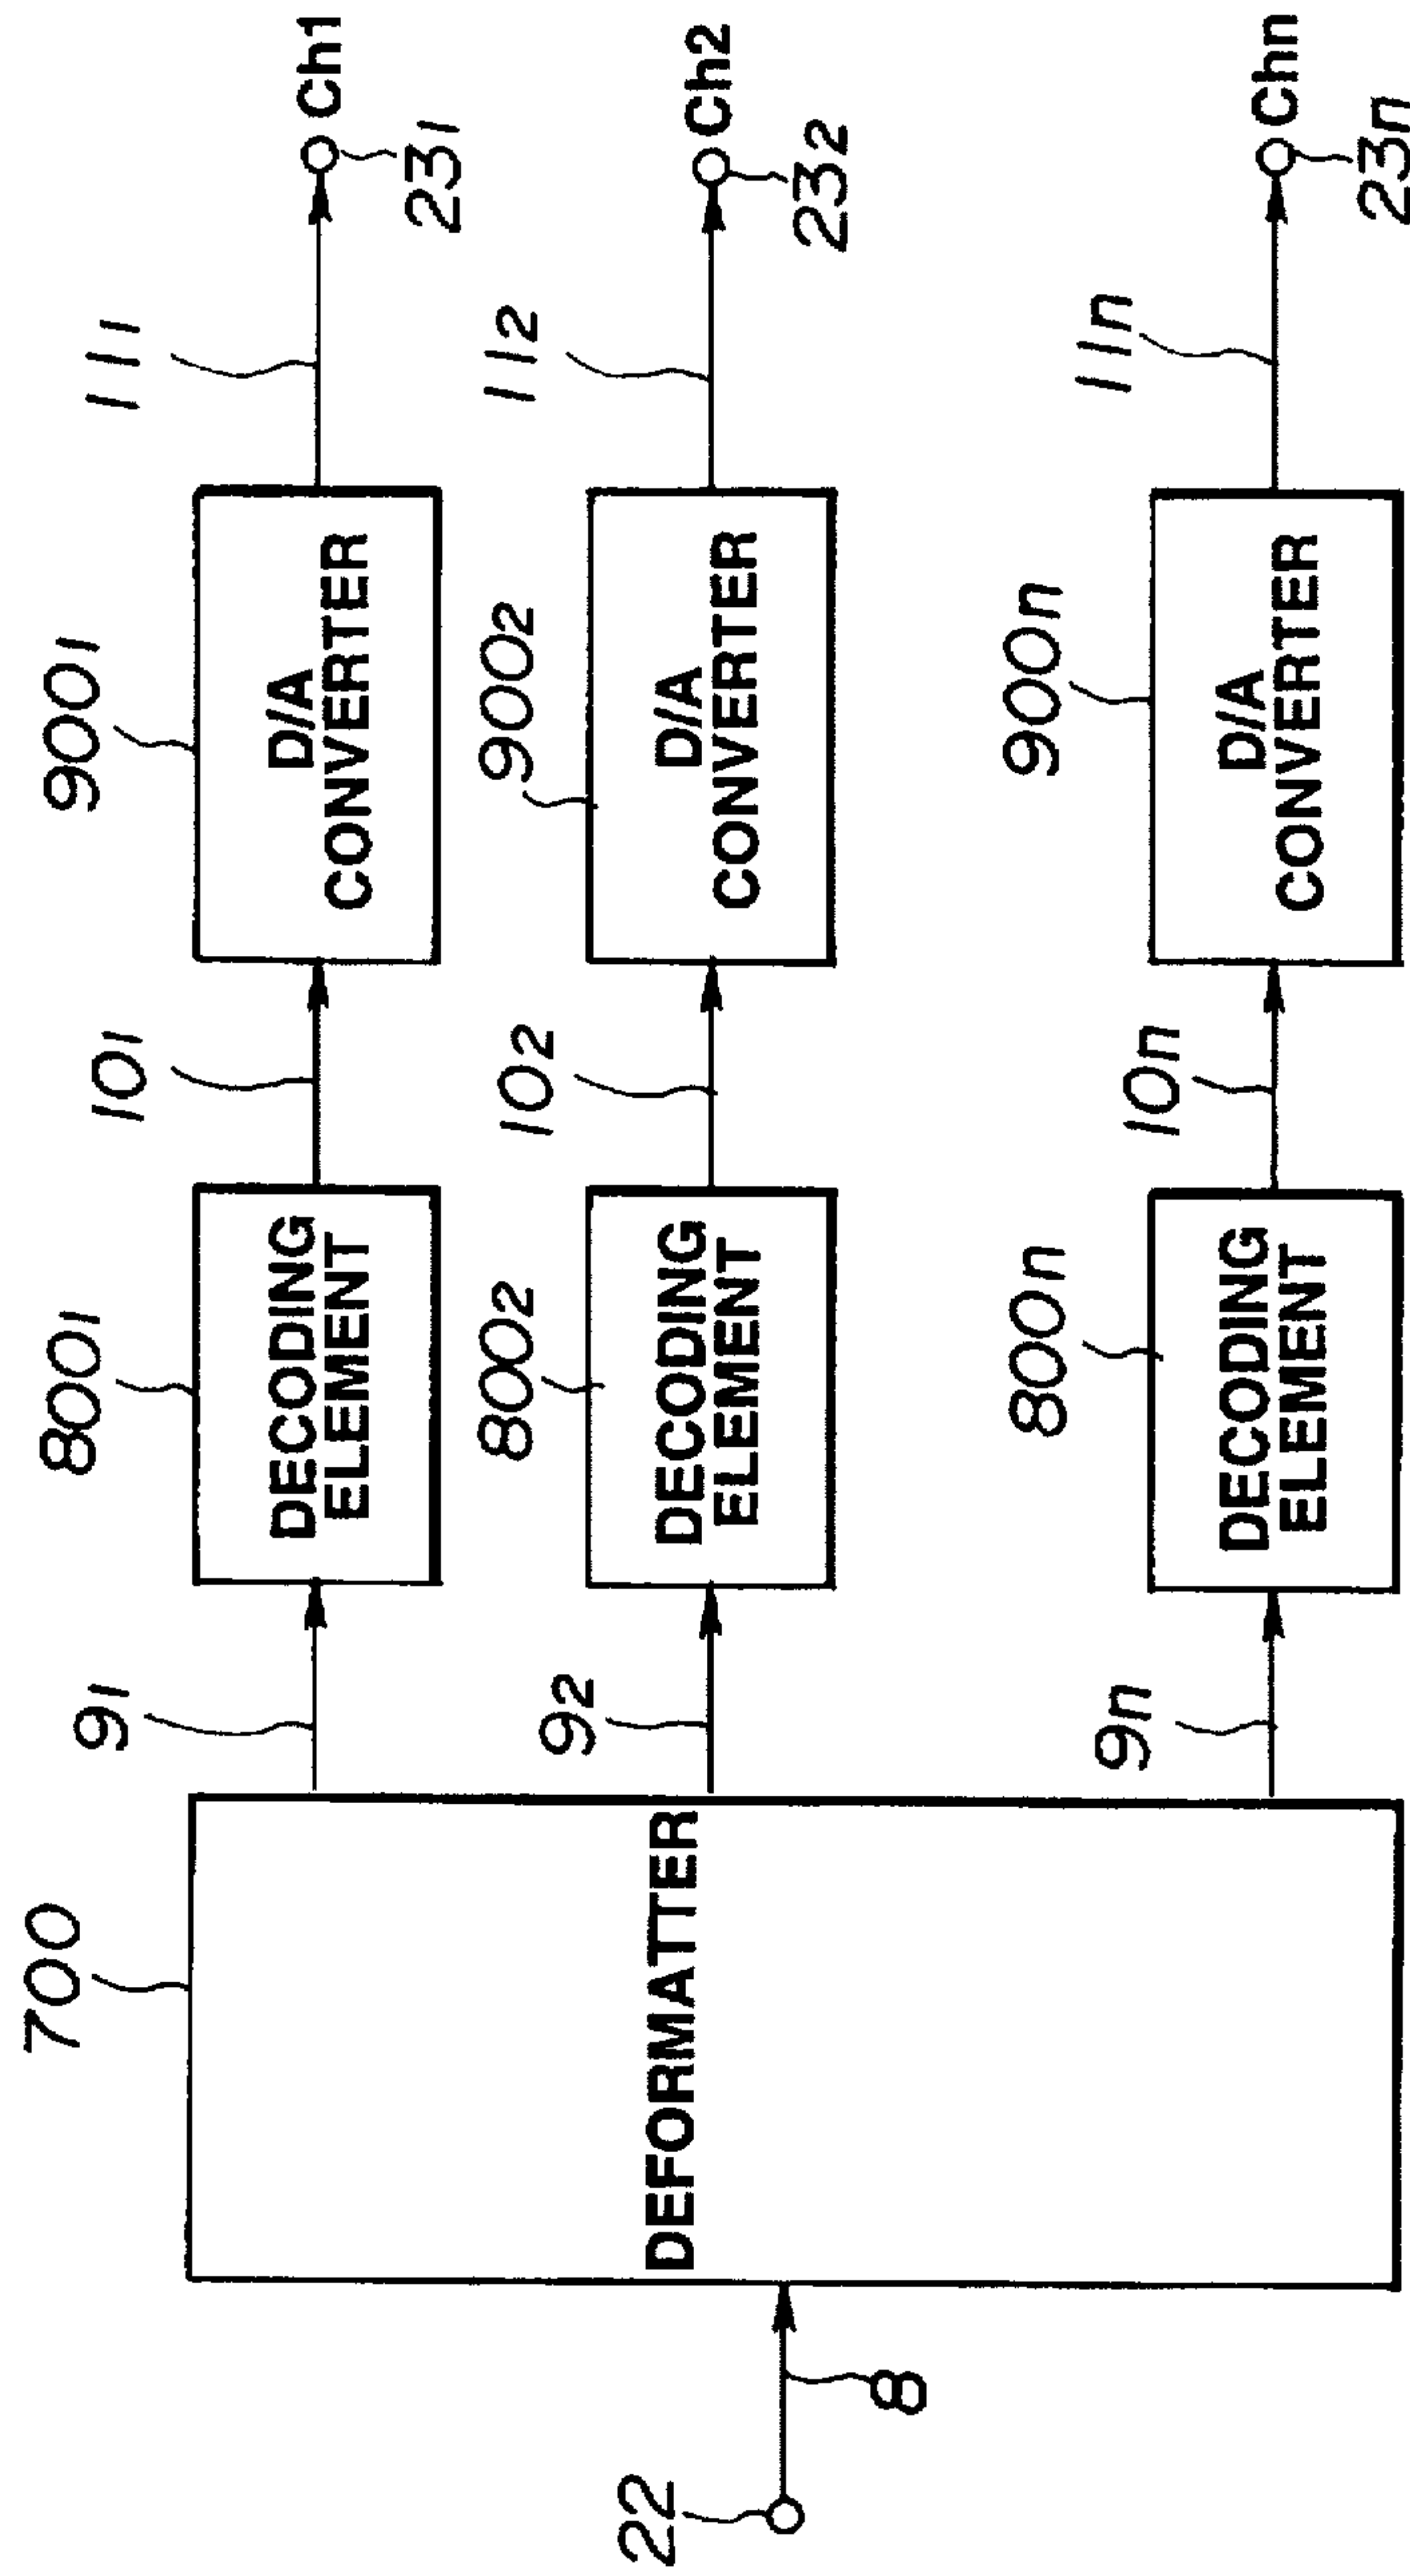 22
8
700
DEFORMATTER
9₁
800₁
DECODING
ELEMENT
10₁
900₁
D/A
CONVERTER
11₁
23₁
Ch1
9₂
800₂
DECODING
ELEMENT
10₂
900₂
D/A
CONVERTER
11₂
23₂
Ch2
9n
800n
DECODING
ELEMENT
10n
900n
D/A
CONVERTER
11n
23n
Chn